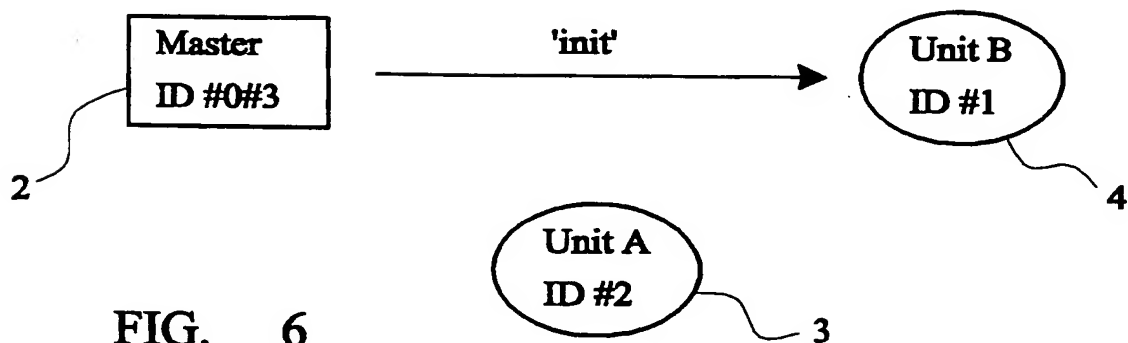 Master
ID #0#3
'init'
Unit B
ID #1
2
4
Unit A
ID #2
3
FIG. 6